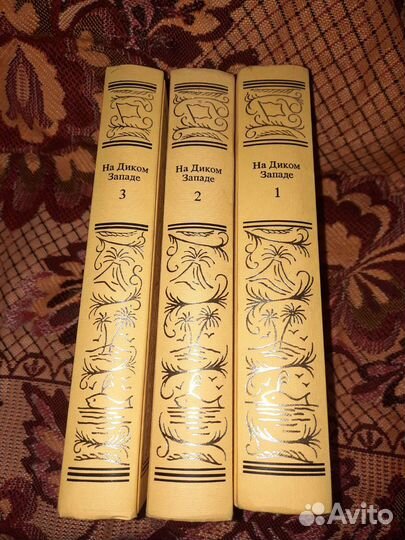 На Диком
Западе
3
На Диком
Западе
2
На Диком
Западе
1
Avito